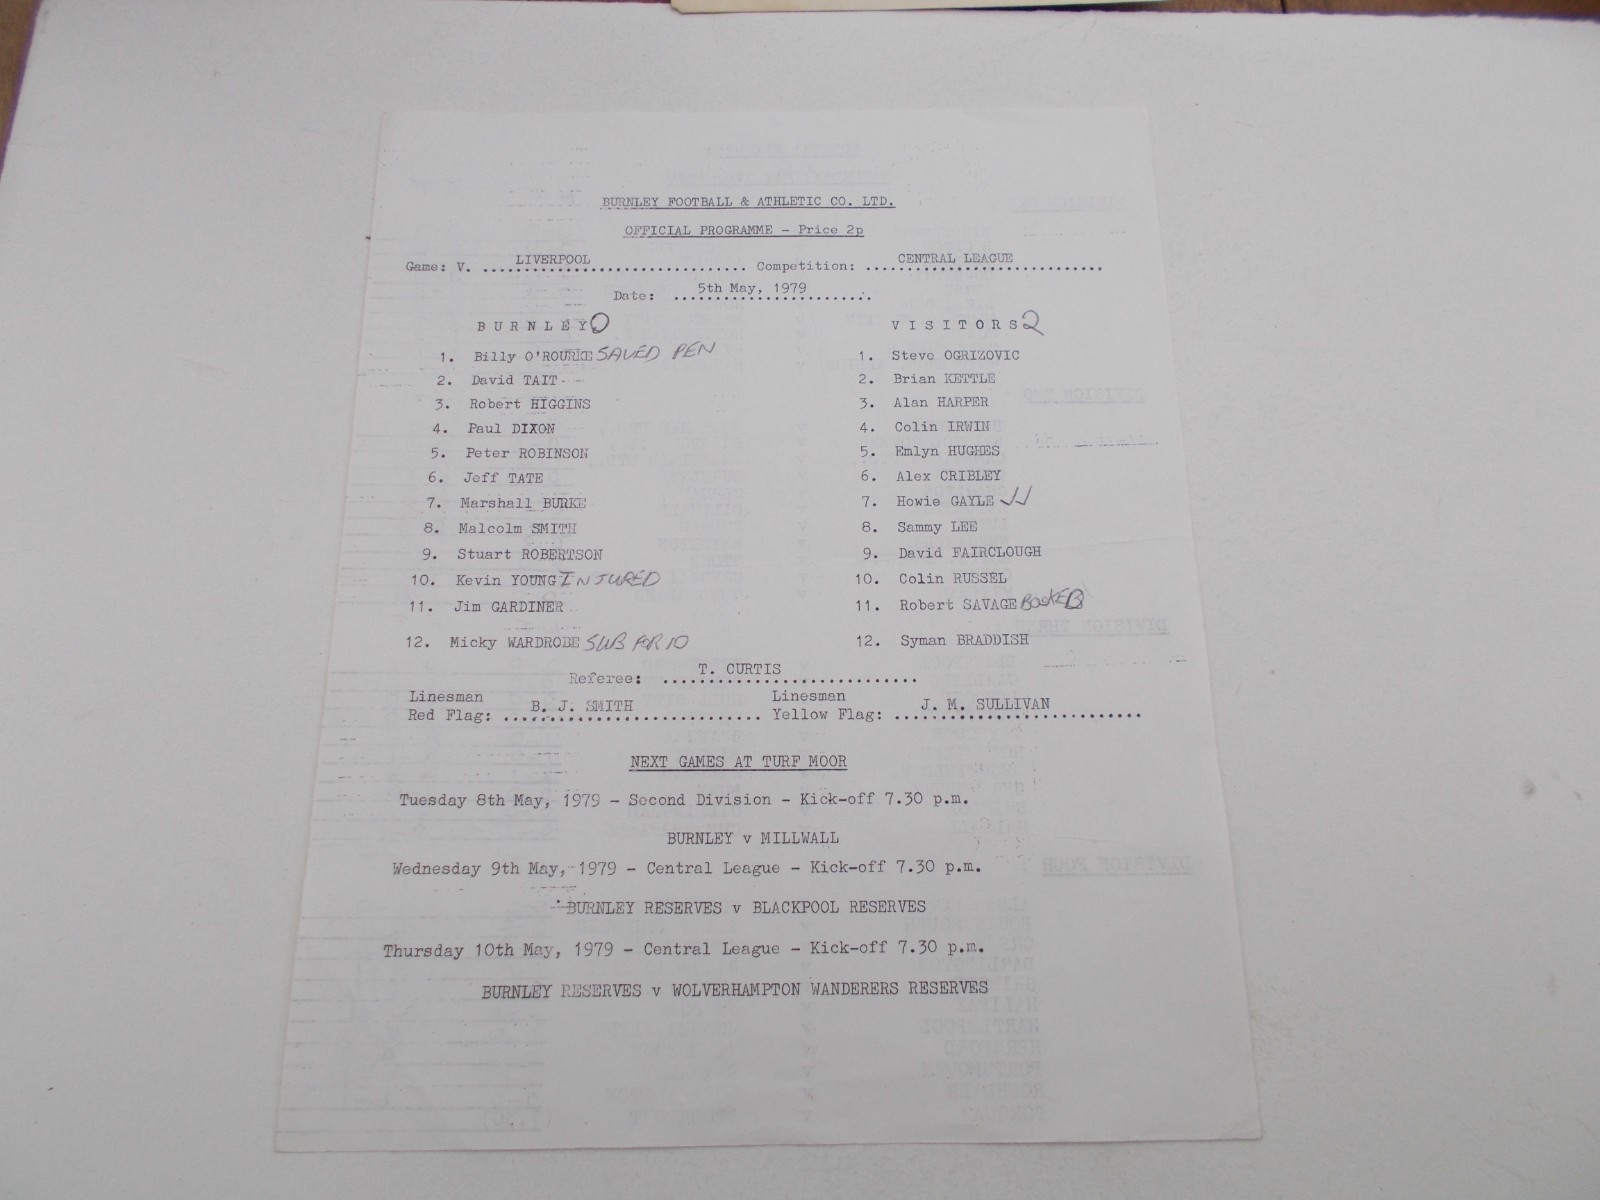 BURNLEY FOOTBALL & ATHLETIC CO. LTD.
OFFICIAL PROGRAMME - Price 2p
Game: V. LIVERPOOL Competition: CENTRAL LEAGUE
Date: 5th May, 1979
BURNLEY 0 VISITORS 2
1. Billy O'ROURKE SAVED PEN 1. Steve OGRIZOVIC
2. David TAIT 2. Brian KETTLE
3. Robert HIGGINS 3. Alan HARPER
4. Paul DIXON 4. Colin IRWIN
5. Peter ROBINSON 5. Emlyn HUGHES
6. Jeff TATE 6. Alex CRIBLEY
7. Marshall BURKE 7. Howie GAYLE ✓✓
8. Malcolm SMITH 8. Sammy LEE
9. Stuart ROBERTSON 9. David FAIRCLOUGH
10. Kevin YOUNG INJURED 10. Colin RUSSEL
11. Jim GARDINER 11. Robert SAVAGE BOOKED
12. Micky WARDROBE SUB FOR 10 12. Syman BRADDISH
Referee: T. CURTIS
Linesman Linesman
Red Flag: B. J. SMITH Yellow Flag: J. M. SULLIVAN
NEXT GAMES AT TURF MOOR
Tuesday 8th May, 1979 - Second Division - Kick-off 7.30 p.m.
BURNLEY v MILLWALL
Wednesday 9th May, 1979 - Central League - Kick-off 7.30 p.m.
BURNLEY RESERVES v BLACKPOOL RESERVES
Thursday 10th May, 1979 - Central League - Kick-off 7.30 p.m.
BURNLEY RESERVES v WOLVERHAMPTON WANDERERS RESERVES